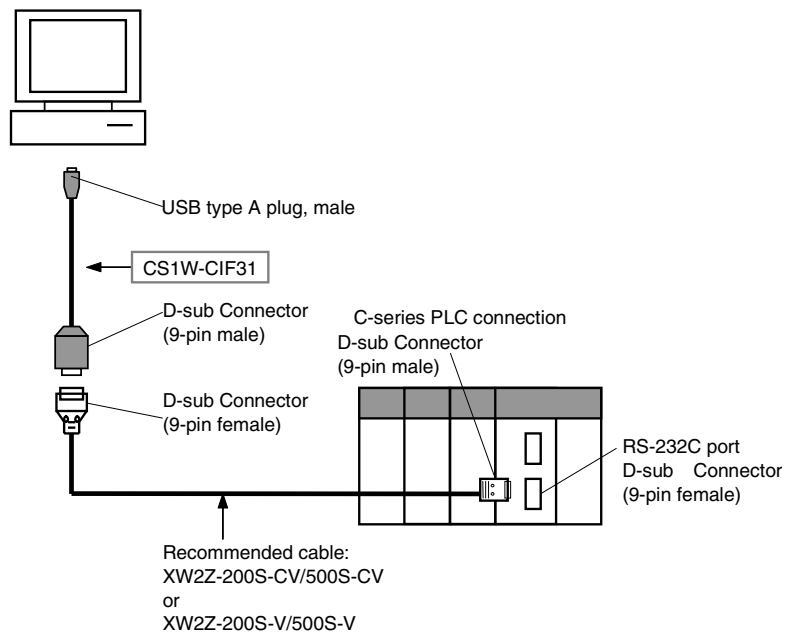 USB type A plug, male
CS1W-CIF31
D-sub Connector
(9-pin male)
D-sub Connector
(9-pin female)
C-series PLC connection
D-sub Connector
(9-pin male)
RS-232C port
D-sub Connector
(9-pin female)
Recommended cable:
XW2Z-200S-CV/500S-CV
or
XW2Z-200S-V/500S-V